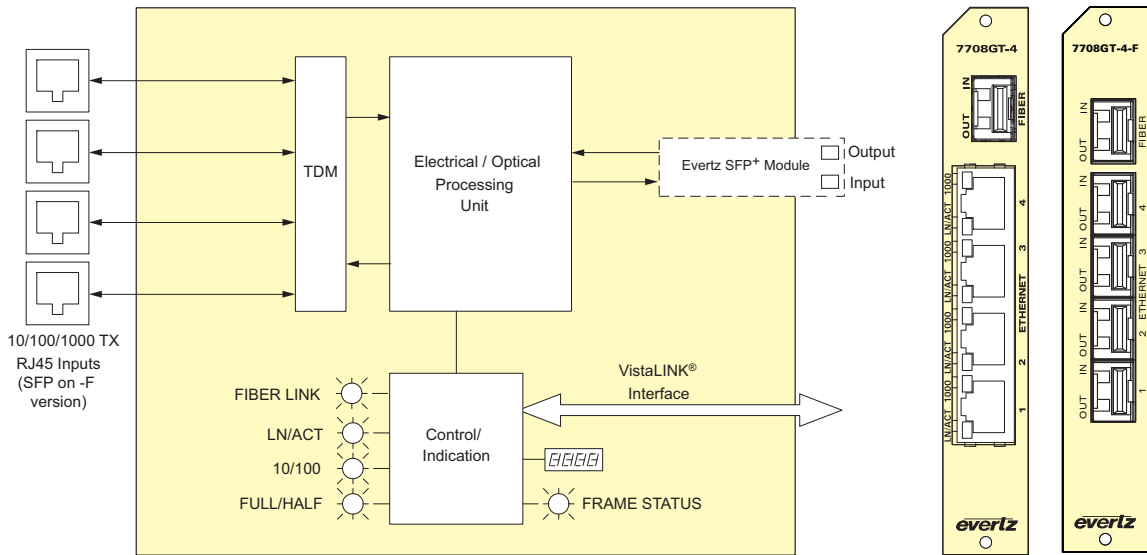 TDM
Electrical / Optical
Processing
Unit
Evertz SFP+ Module
Output
Input
10/100/1000 TX
RJ45 Inputs
(SFP on -F
version)
FIBER LINK
LN/ACT
10/100
FULL/HALF
Control/
Indication
VistaLINK®
Interface
8888
FRAME STATUS
7708GT-4
IN
OUT
FIBER
LN/ACT 1000
LN/ACT 1000
LN/ACT 1000
LN/ACT 1000
1 2 ETHERNET 3 4
evertz
7708GT-4-F
IN
OUT
FIBER
IN
OUT
IN
OUT
IN
OUT
IN
OUT
1 2 ETHERNET 3 4
evertz